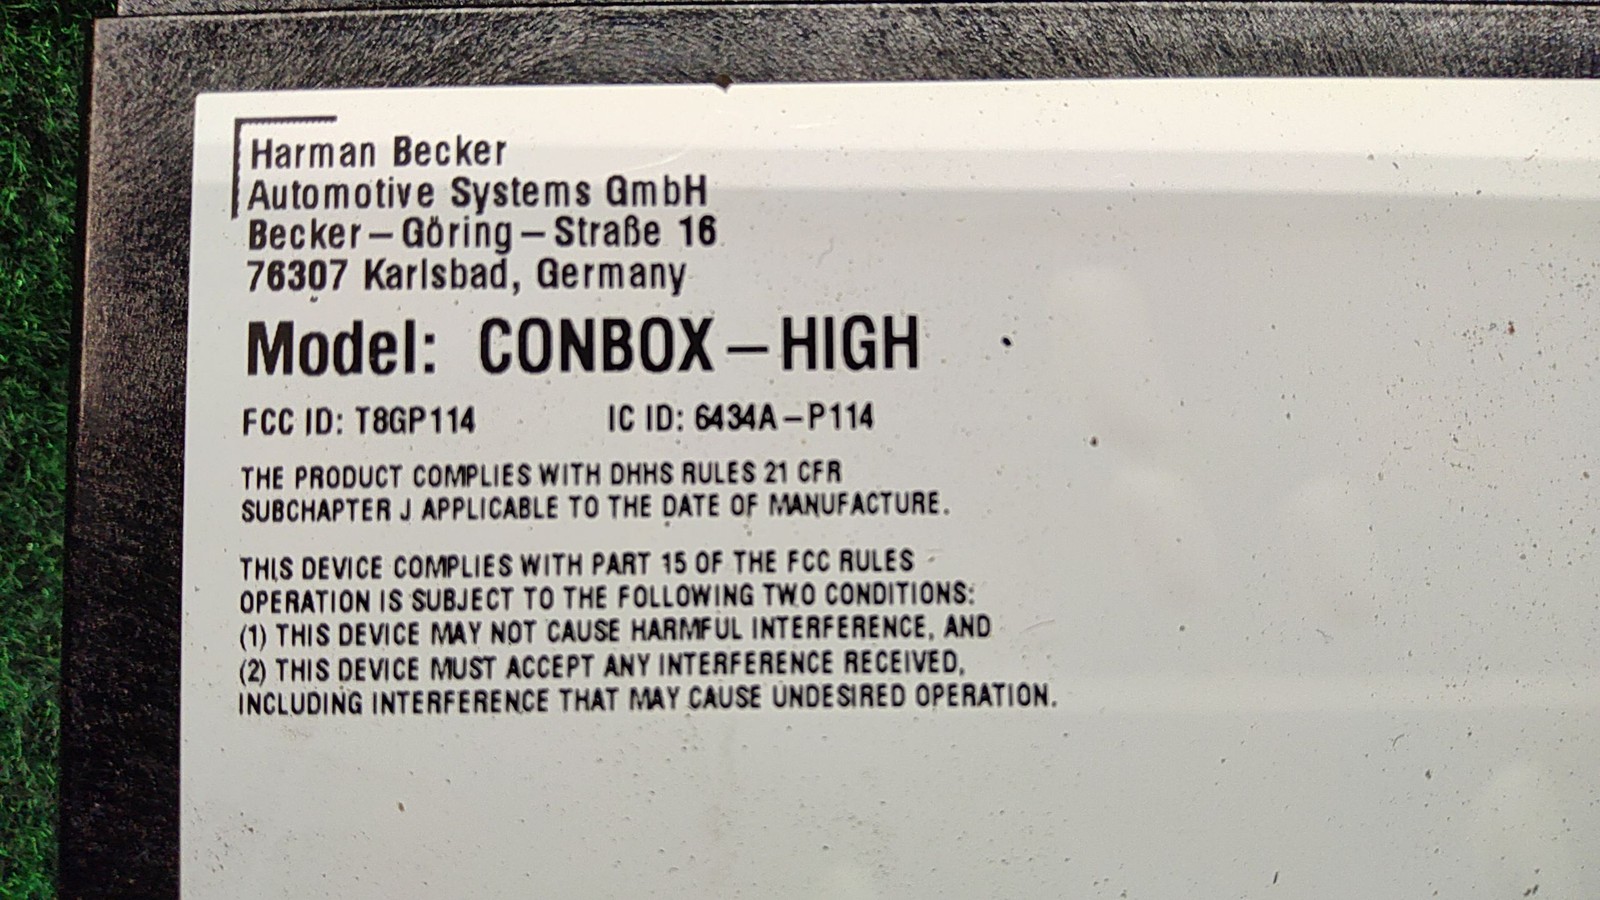 Harman Becker
Automotive Systems GmbH
Becker–Göring–Straße 16
76307 Karlsbad, Germany
Model: CONBOX–HIGH
FCC ID: T8GP114 IC ID: 6434A–P114
THE PRODUCT COMPLIES WITH DHHS RULES 21 CFR
SUBCHAPTER J APPLICABLE TO THE DATE OF MANUFACTURE.
THIS DEVICE COMPLIES WITH PART 15 OF THE FCC RULES
OPERATION IS SUBJECT TO THE FOLLOWING TWO CONDITIONS:
(1) THIS DEVICE MAY NOT CAUSE HARMFUL INTERFERENCE, AND
(2) THIS DEVICE MUST ACCEPT ANY INTERFERENCE RECEIVED,
INCLUDING INTERFERENCE THAT MAY CAUSE UNDESIRED OPERATION.